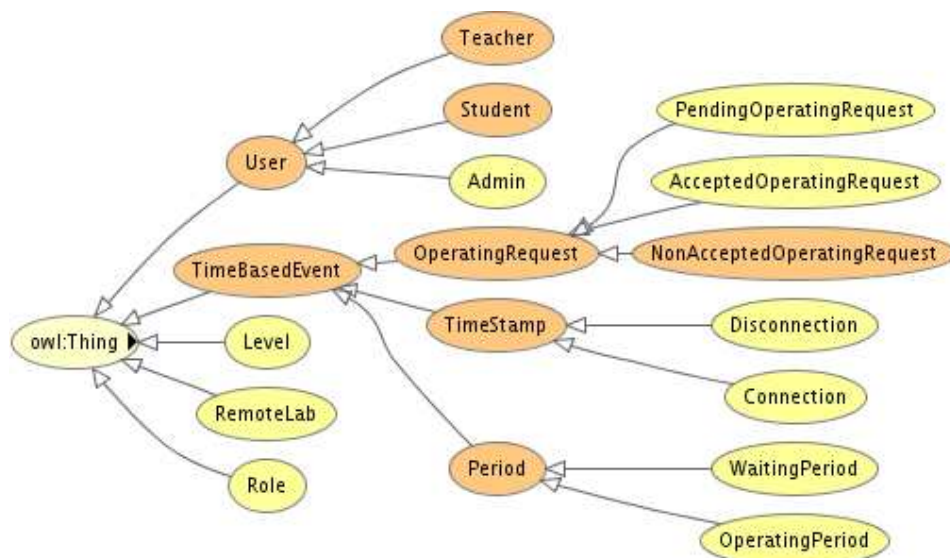 Teacher
Student
PendingOperatingRequest
User
Admin
AcceptedOperatingRequest
OperatingRequest
NonAcceptedOperatingRequest
TimeBasedEvent
TimeStamp
Disconnection
owl:Thing
Level
Connection
RemoteLab
Period
WaitingPeriod
Role
OperatingPeriod